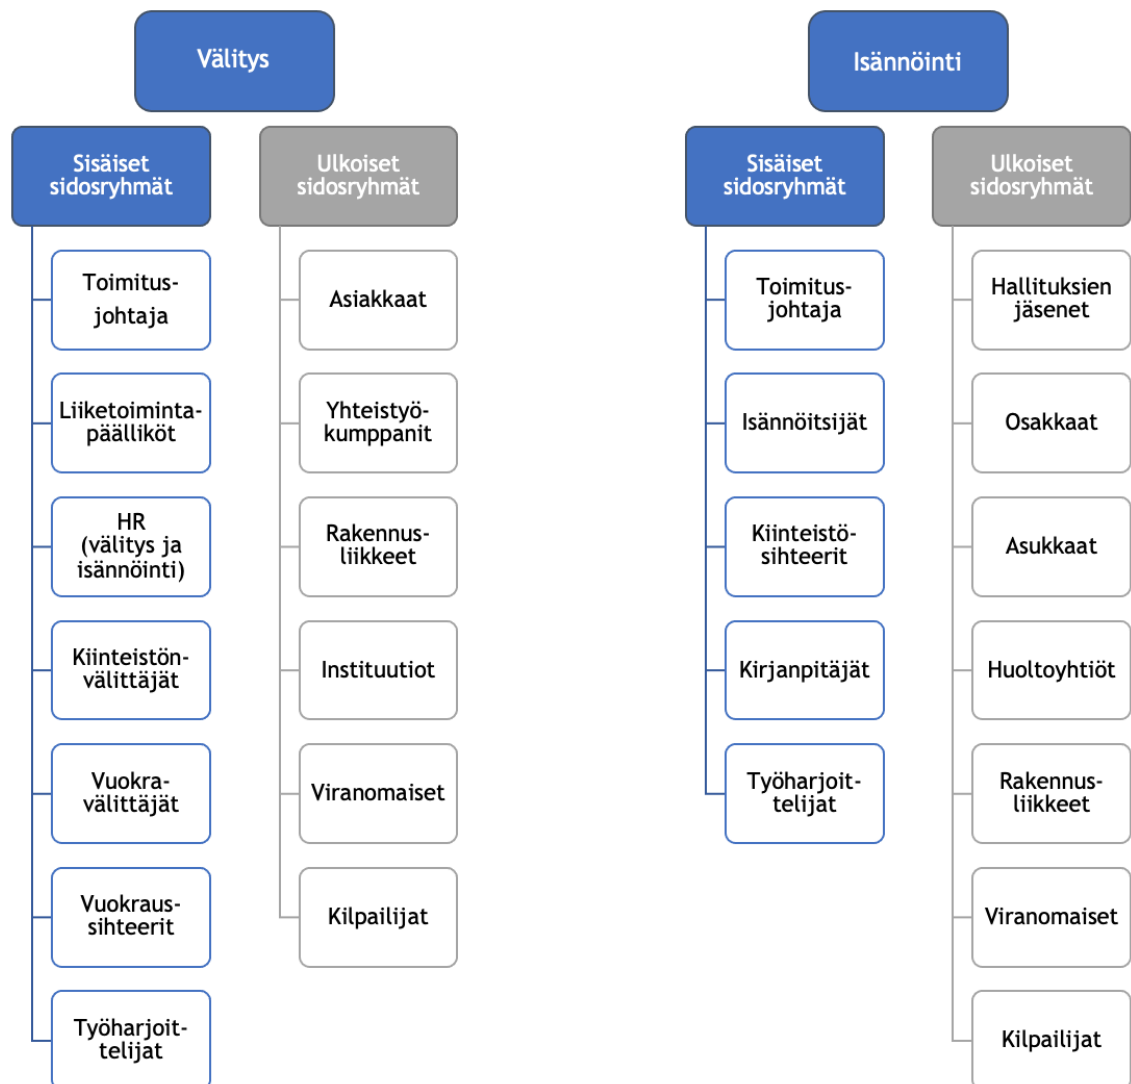 Välitys
Sisäiset
sidosryhmät
Toimitus-
johtaja
Liiketoiminta-
päälliköt
HR
(välitys ja
isännöinti)
Kiinteistön-
välittäjät
Vuokra-
välittäjät
Vuokraus-
sihteerit
Työharjoit-
telijat
Ulkoiset
sidosryhmät
Asiakkaat
Yhteistyö-
kumppanit
Rakennus-
liikkeet
Instituutiot
Viranomaiset
Kilpailijat
Isännöinti
Sisäiset
sidosryhmät
Toimitus-
johtaja
Isännöitsijät
Kiinteistö-
sihteerit
Kirjanpitäjät
Työharjoit-
telijat
Ulkoiset
sidosryhmät
Hallituksien
jäsenet
Osakkaat
Asukkaat
Huoltoyhtiöt
Rakennus-
liikkeet
Viranomaiset
Kilpailijat